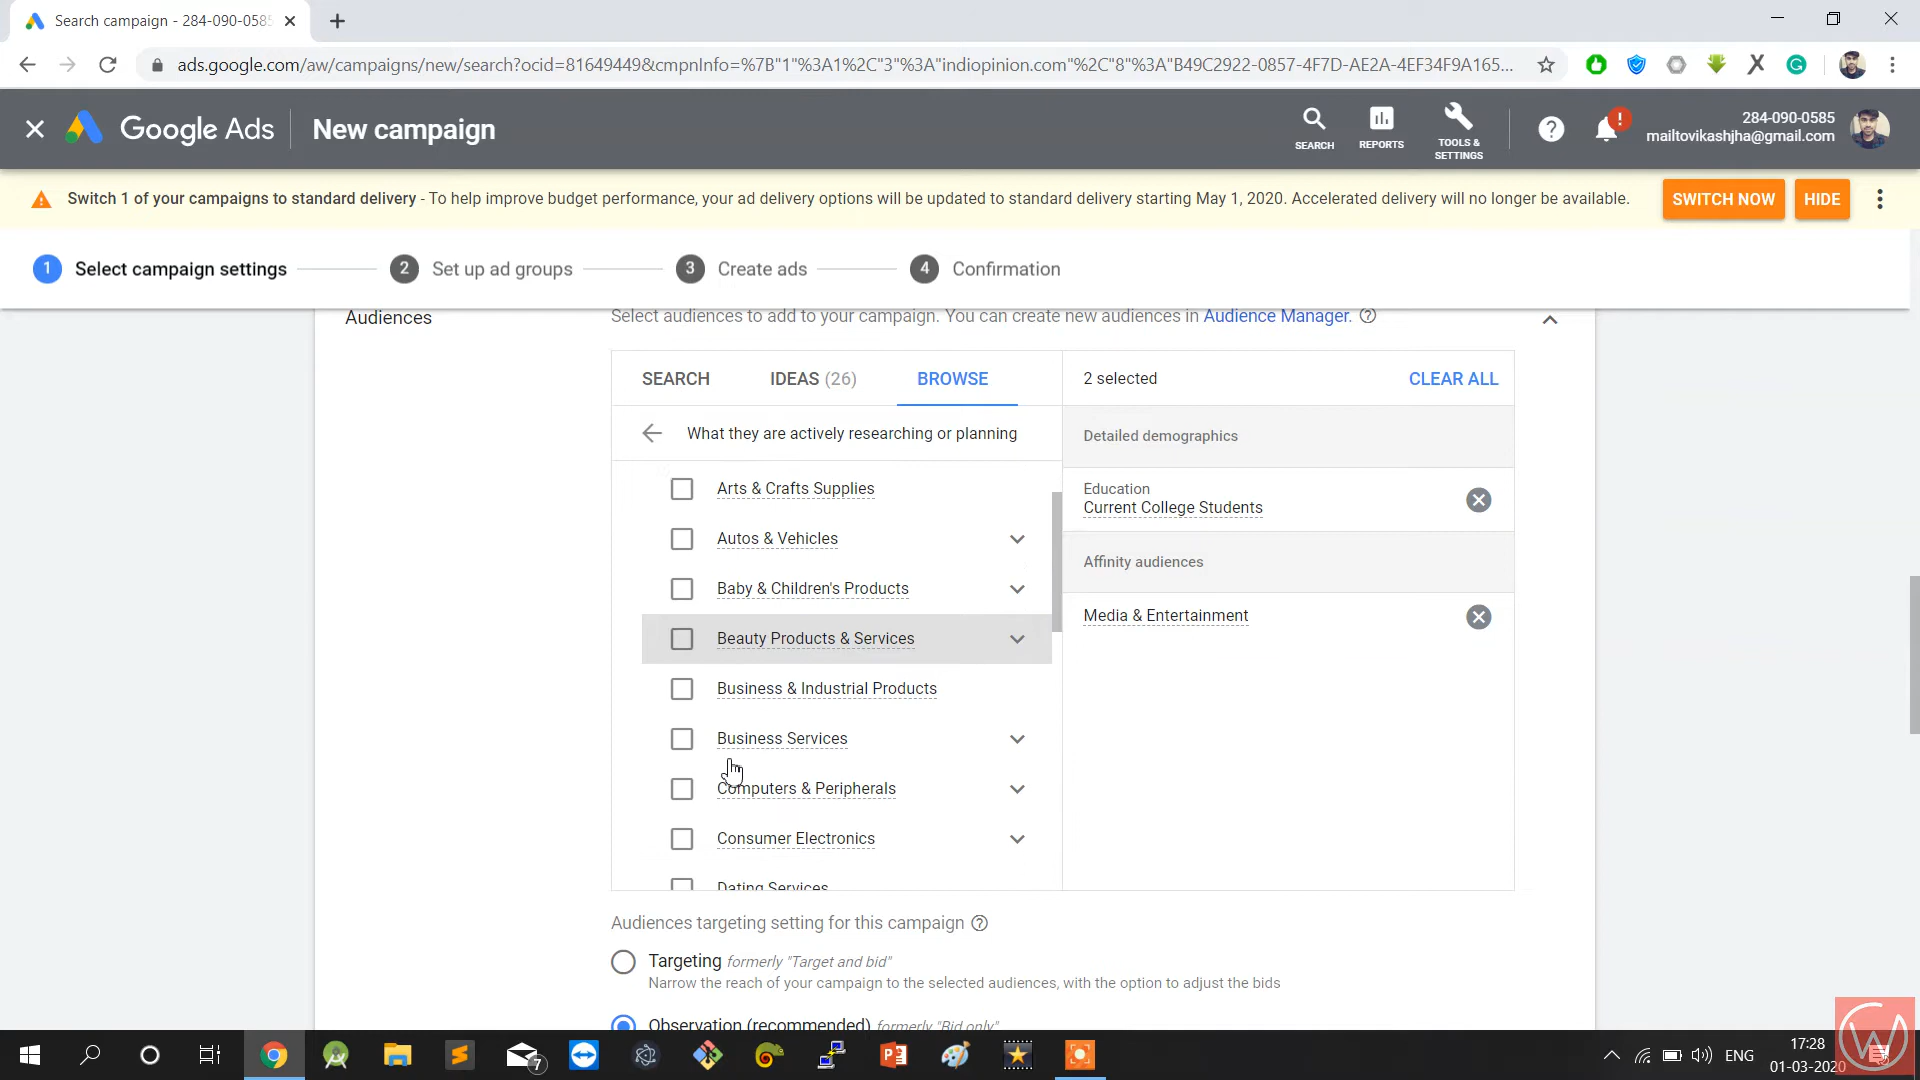 Search campaign - 284-090-0585
ads.google.com/aw/campaigns/new/search?ocid=81649449&cmpnInfo=%7B"1"%3A1%2C"3"%3A"indiopinion.com"%2C"8"%3A"B49C2922-0857-4F7D-AE2A-4EF34F9A165...
Google Ads
New campaign
SEARCH
REPORTS
TOOLS &
SETTINGS
284-090-0585
mailtovikashjha@gmail.com
Switch 1 of your campaigns to standard delivery - To help improve budget performance, your ad delivery options will be updated to standard delivery starting May 1, 2020. Accelerated delivery will no longer be available.
SWITCH NOW
HIDE
1 Select campaign settings
2 Set up ad groups
3 Create ads
4 Confirmation
Audiences
Select audiences to add to your campaign. You can create new audiences in Audience Manager.
SEARCH
IDEAS (26)
BROWSE
2 selected
CLEAR ALL
What they are actively researching or planning
Arts & Crafts Supplies
Autos & Vehicles
Baby & Children's Products
Beauty Products & Services
Business & Industrial Products
Business Services
Computers & Peripherals
Consumer Electronics
Dating Services
Detailed demographics
Education
Current College Students
Affinity audiences
Media & Entertainment
Audiences targeting setting for this campaign
Targeting formerly "Target and bid"
Narrow the reach of your campaign to the selected audiences, with the option to adjust the bids
Observation (recommended) formerly "Bid only"
7
ENG
17:28
01-03-2020